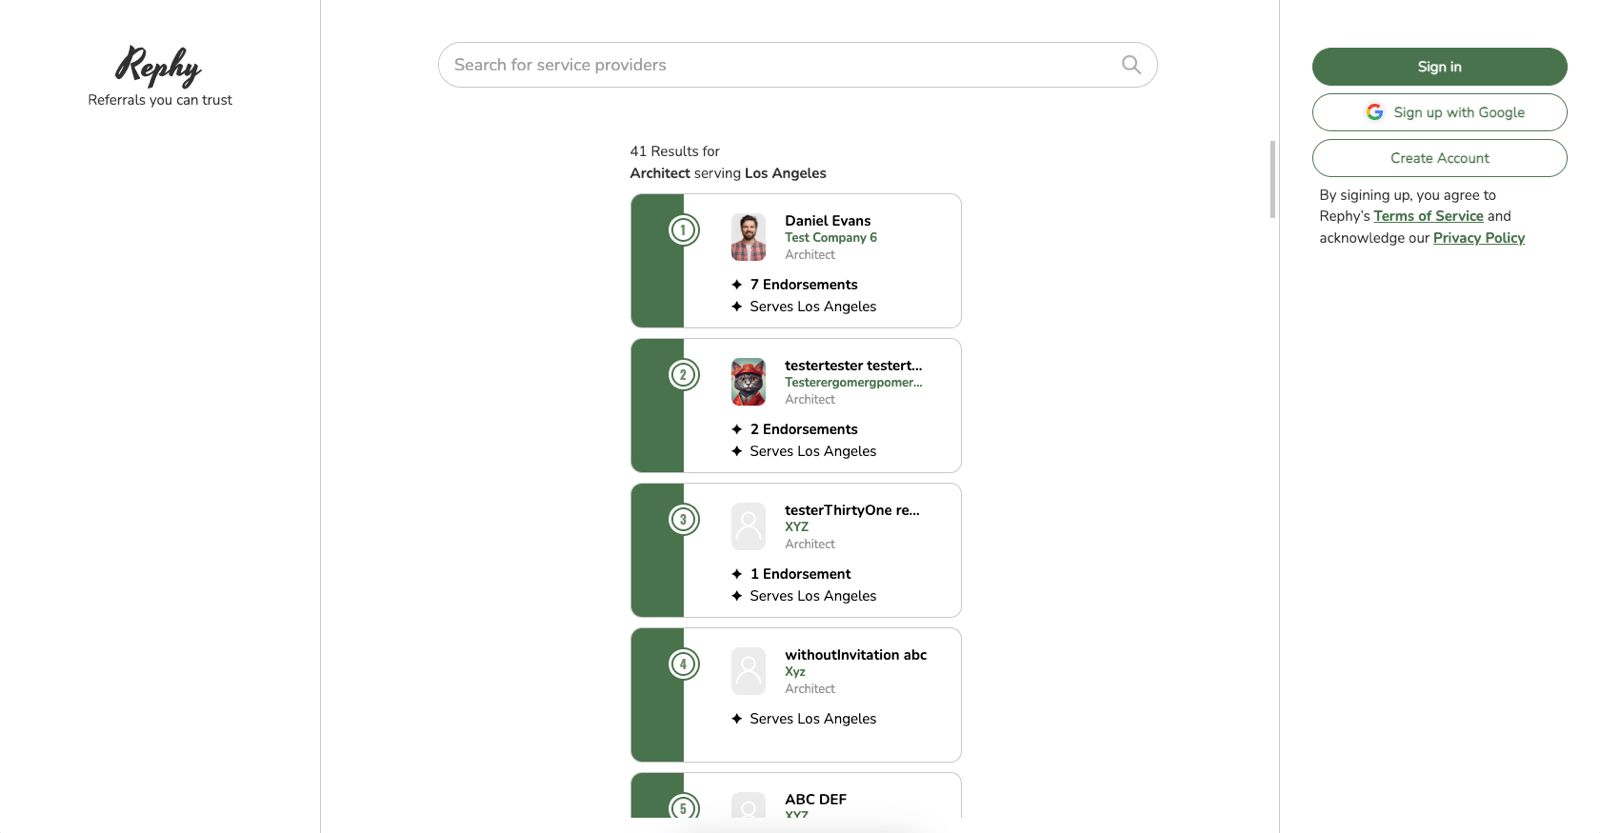 Rephy
Referrals you can trust
Search for service providers
41 Results for
Architect serving Los Angeles
1
Daniel Evans
Test Company 6
Architect
7 Endorsements
Serves Los Angeles
2
testertester testert...
Testerergomergpomer...
Architect
2 Endorsements
Serves Los Angeles
3
testerThirtyOne re...
XYZ
Architect
1 Endorsement
Serves Los Angeles
4
withoutInvitation abc
Xyz
Architect
Serves Los Angeles
5
ABC DEF
XYZ
Sign in
Sign up with Google
Create Account
By sigining up, you agree to
Rephy's Terms of Service and
acknowledge our Privacy Policy